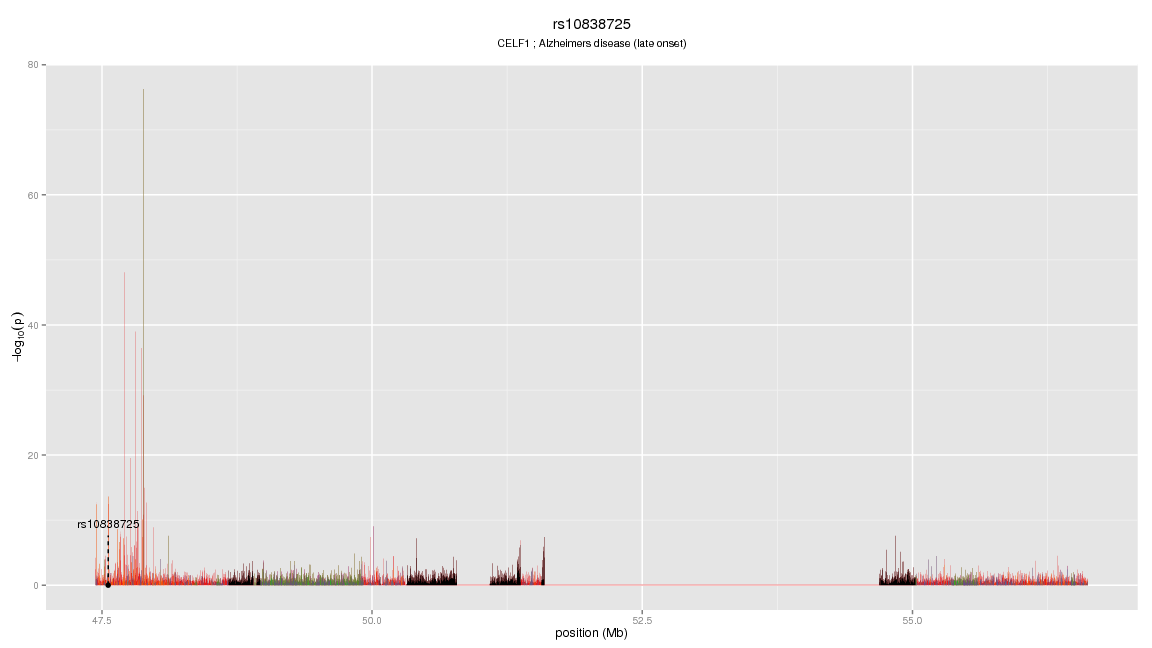 rs10838725
CELF1 ; Alzheimers disease (late onset)
80
60
40
20
0
−log10(p)
rs10838725
47.5
50.0
52.5
55.0
position (Mb)